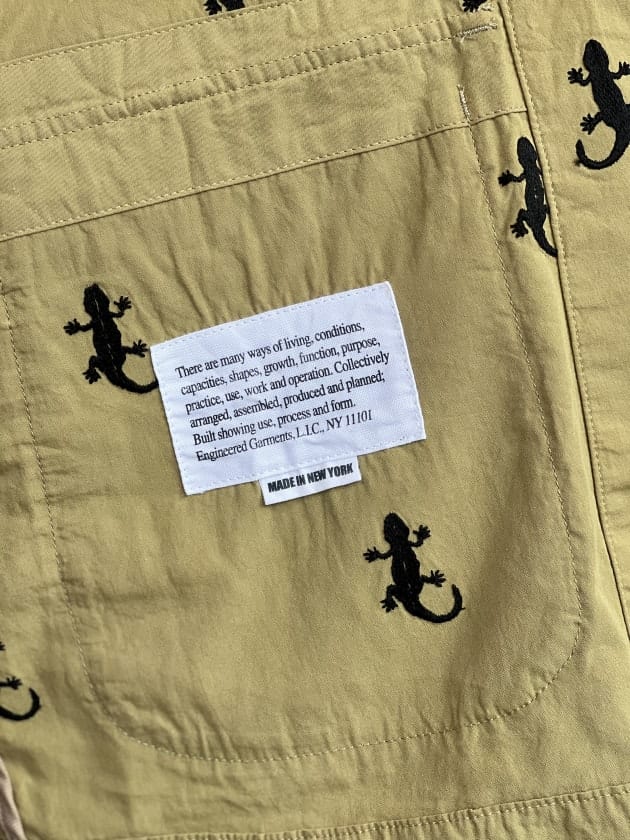 There are many ways of living, conditions,
capacities, shapes, growth, function, purpose,
practice, use, work and operation. Collectively
arranged, assembled, produced and planned;
Built showing use, process and form.
Engineered Garments, L.I.C., NY 11101
MADE IN NEW YORK